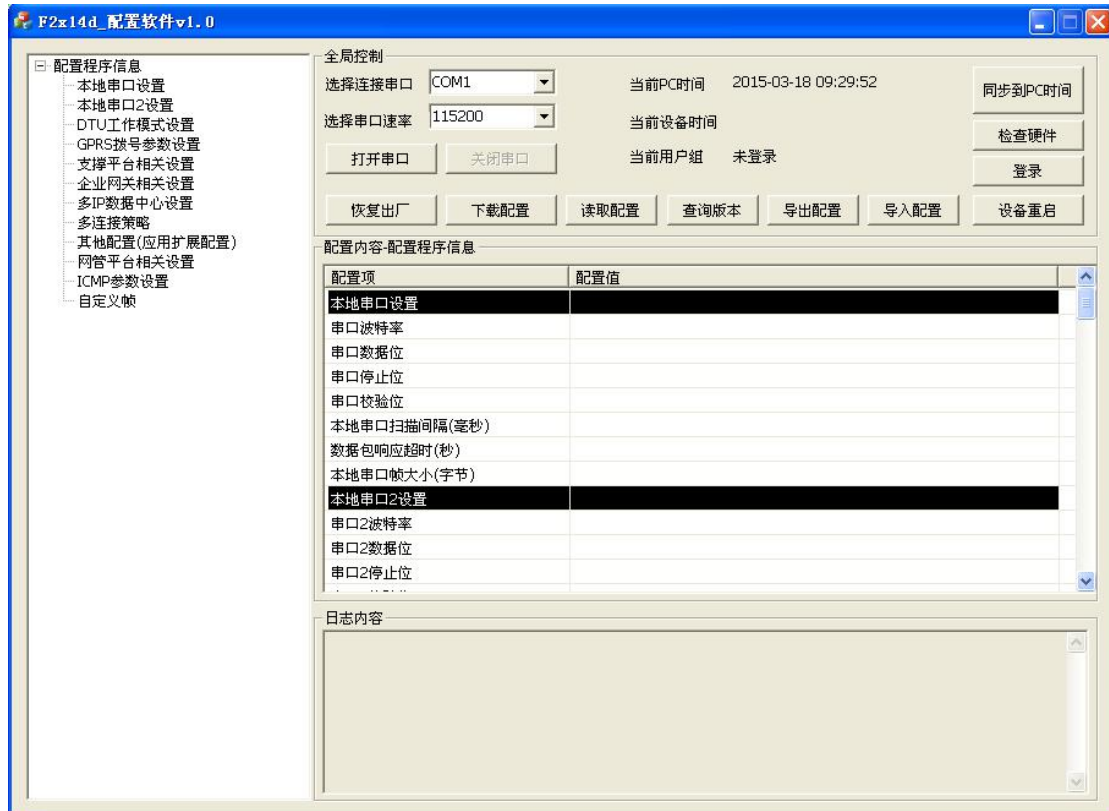 F2x14d_配置软件v1.0
配置程序信息
本地串口设置
本地串口2设置
DTU工作模式设置
GPRS拨号参数设置
支撑平台相关设置
企业网关相关设置
多IP数据中心设置
多连接策略
其他配置(应用扩展配置)
网管平台相关设置
ICMP参数设置
自定义帧
全局控制
选择连接串口 COM1 当前PC时间 2015-03-18 09:29:52 同步到PC时间
选择串口速率 115200 当前设备时间 检查硬件
打开串口 关闭串口 当前用户组 未登录 登录
恢复出厂 下载配置 读取配置 查询版本 导出配置 导入配置 设备重启
配置内容-配置程序信息
配置项 配置值
本地串口设置
串口波特率
串口数据位
串口停止位
串口校验位
本地串口扫描间隔(毫秒)
数据包响应超时(秒)
本地串口帧大小(字节)
本地串口2设置
串口2波特率
串口2数据位
串口2停止位
日志内容